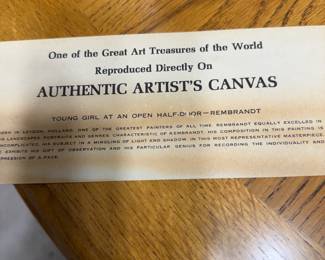 One of the Great Art Treasures of the World
Reproduced Directly On
AUTHENTIC ARTIST'S CANVAS
YOUNG GIRL AT AN OPEN HALF-DOOR—REMBRANDT
IN LEYDEN, HOLLAND. ONE OF THE GREATEST PAINTERS OF ALL TIME. REMBRANDT EQUALLY EXCELLED IN
LANDSCAPES PORTRAITS AND GENRES CHARACTERISTIC OF REMBRANDT. HIS COMPOSITION IN THIS PAINTING IS
HIS SUBJECT IS IN A MINGLING OF LIGHT AND SHADOW IN THIS MOST REPRESENTATIVE MASTERPIECE.
EXHIBITS HIS GIFT OF OBSERVATION AND HIS PARTICULAR GENIUS FOR RECORDING THE INDIVIDUALITY AND
OF A FACE.